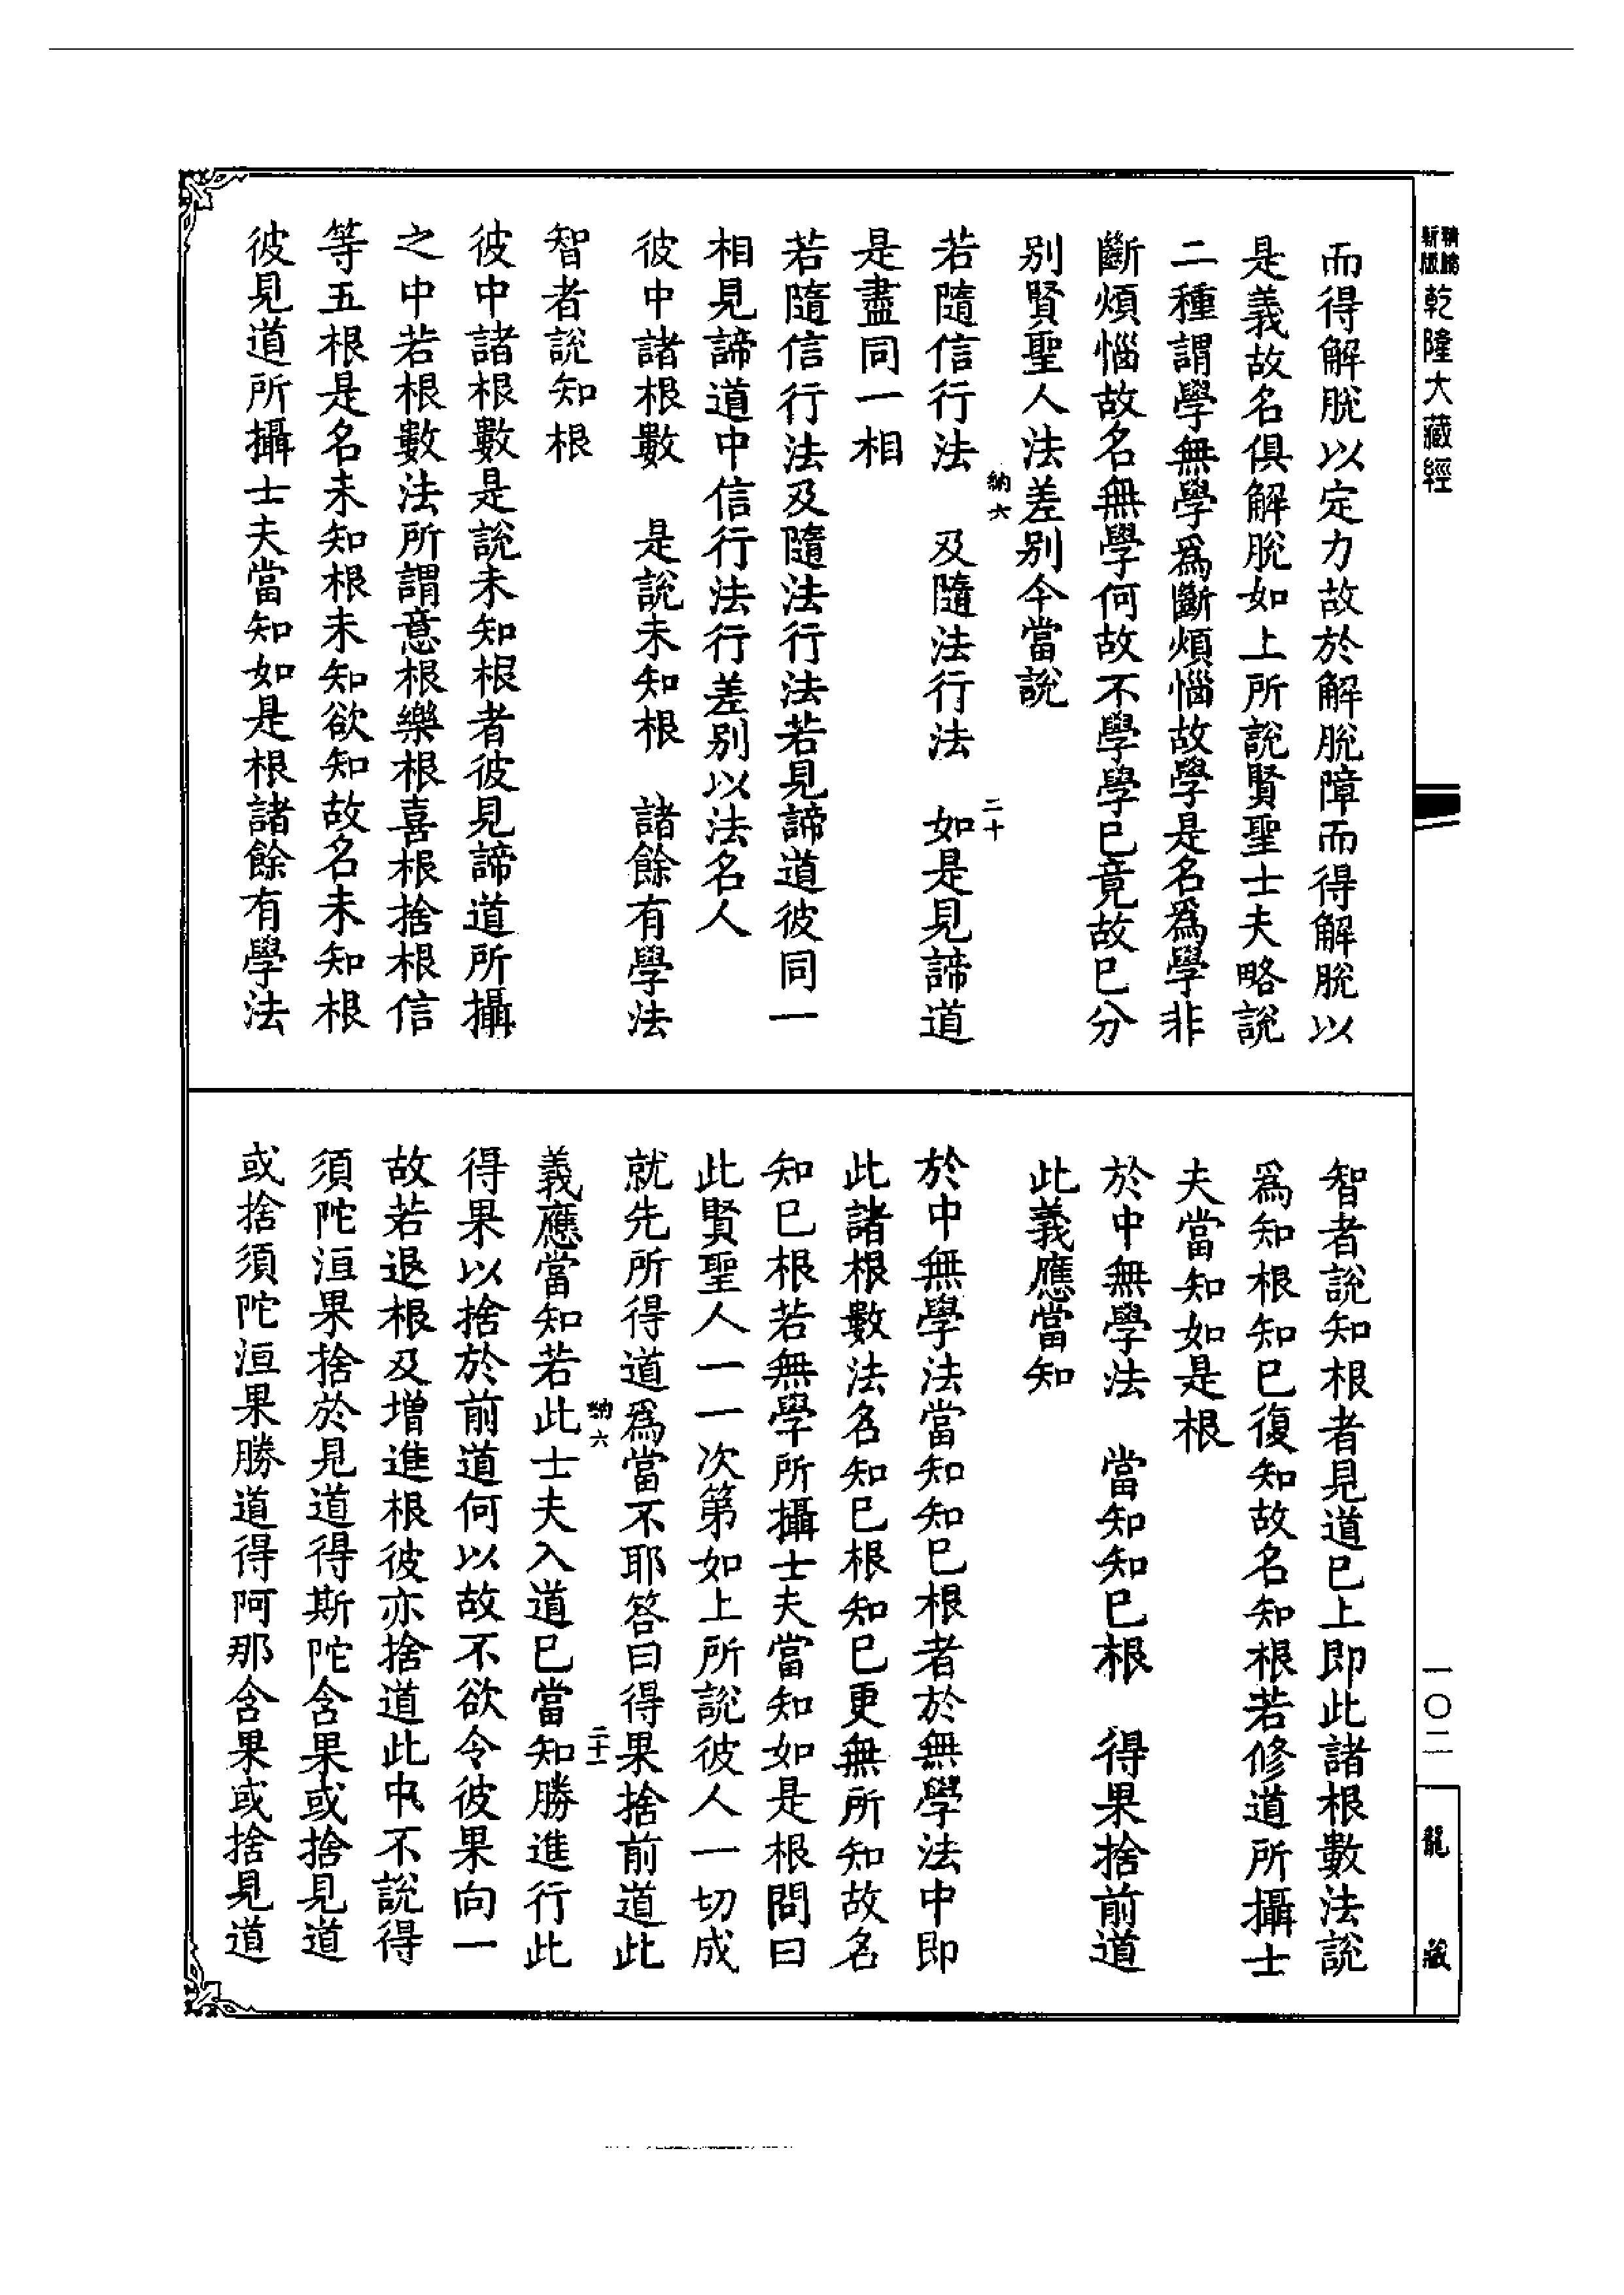 新版精縮乾隆大藏經
而得解脫以定力故於解脫障而得解脫以
是義故名俱解脫如上所說賢聖士夫略說
二種謂學無學爲斷煩惱故學是名爲學非
斷煩惱故名無學何故不學學已竟故已分
別賢聖人法差別今當說
納六
二十
若隨信行法　及隨法行法　如是見諦道
是盡同一相
若隨信行法及隨法行法若見諦道彼同一
相見諦道中信行法行差別以法名人
彼中諸根數　是說未知根　諸餘有學法
智者說知根
彼中諸根數是說未知根者彼見諦道所攝
之中若根數法所謂意根樂根喜根捨根信
等五根是名未知根未知欲知故名未知根
彼見道所攝士夫當知如是根諸餘有學法
智者說知根者見道已上即此諸根數法說
爲知根知已復知故名知根若修道所攝士
夫當知如是根
於中無學法　當知知已根　得果捨前道
此義應當知
於中無學法當知知已根者於無學法中即
此諸根數法名知已根知已更無所知故名
知已根若無學所攝士夫當知如是根問曰
此賢聖人一一次第如上所說彼人一切成
就先所得道爲當不耶答曰得果捨前道此
納六
二十一
義應當知若此士夫入道已當知勝進行此
得果以捨於前道何以故不欲令彼果向一
故若退根及增進根彼亦捨道此中不說得
須陀洹果捨於見道得斯陀含果或捨見道
或捨須陀洹果勝道得阿那含果或捨見道
一〇二
龍藏